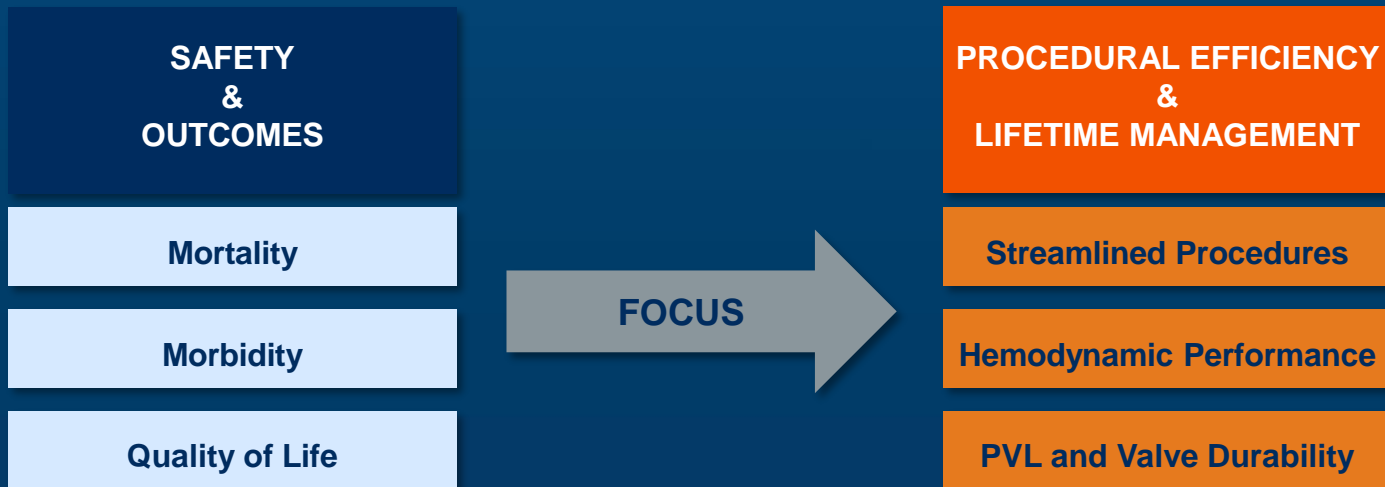 SAFETY
&
OUTCOMES
Mortality
Morbidity
Quality of Life
FOCUS
PROCEDURAL EFFICIENCY
&
LIFETIME MANAGEMENT
Streamlined Procedures
Hemodynamic Performance
PVL and Valve Durability